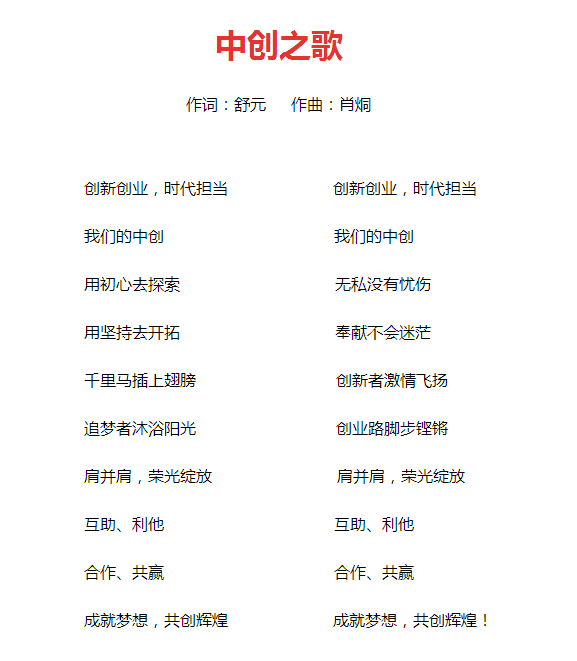 中创之歌
作词：舒元 作曲：肖烔
创新创业，时代担当
我们的中创
用初心去探索
用坚持去开拓
千里马插上翅膀
追梦者沐浴阳光
肩并肩，荣光绽放
互助、利他
合作、共赢
成就梦想，共创辉煌
创新创业，时代担当
我们的中创
无私没有忧伤
奉献不会迷茫
创新者激情飞扬
创业路脚步铿锵
肩并肩，荣光绽放
互助、利他
合作、共赢
成就梦想，共创辉煌！